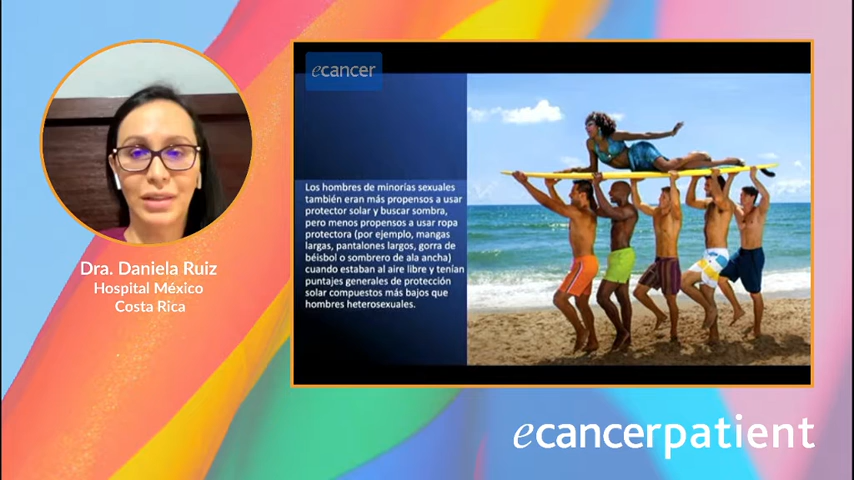 ecancer
Los hombres de minorías sexuales
también eran más propensos a usar
protector solar y buscar sombra,
pero menos propensos a usar ropa
protectora (por ejemplo, mangas
largas, pantalones largos, gorra de
béisbol o sombrero de ala ancha)
cuando estaban al aire libre y tenían
puntajes generales de protección
solar compuestos más bajos que
hombres heterosexuales.
Dra. Daniela Ruiz
Hospital México
Costa Rica
ecancerpatient